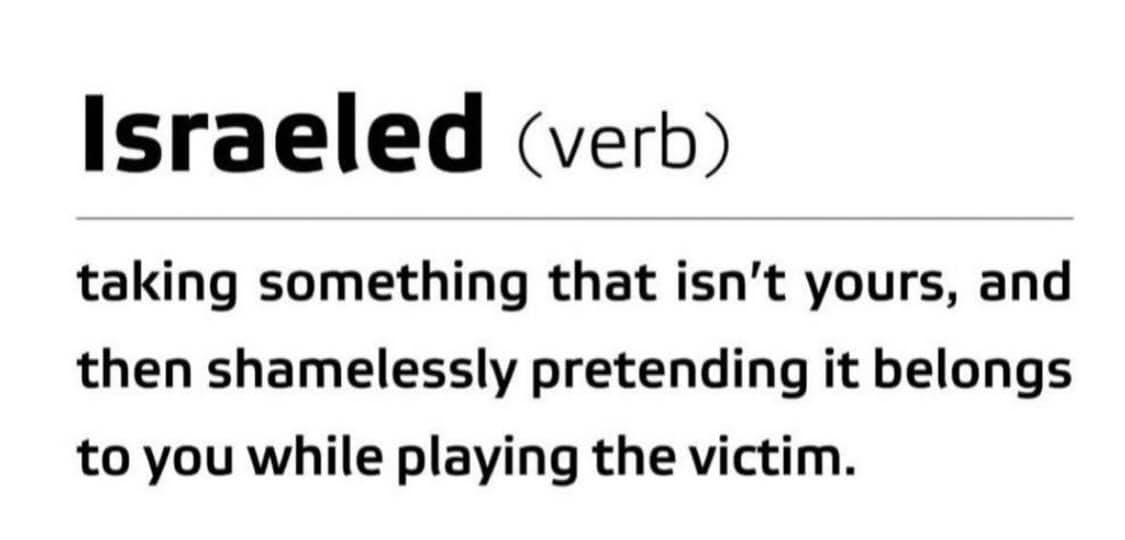 Israeled (verb)
taking something that isn't yours, and
then shamelessly pretending it belongs
to you while playing the victim.